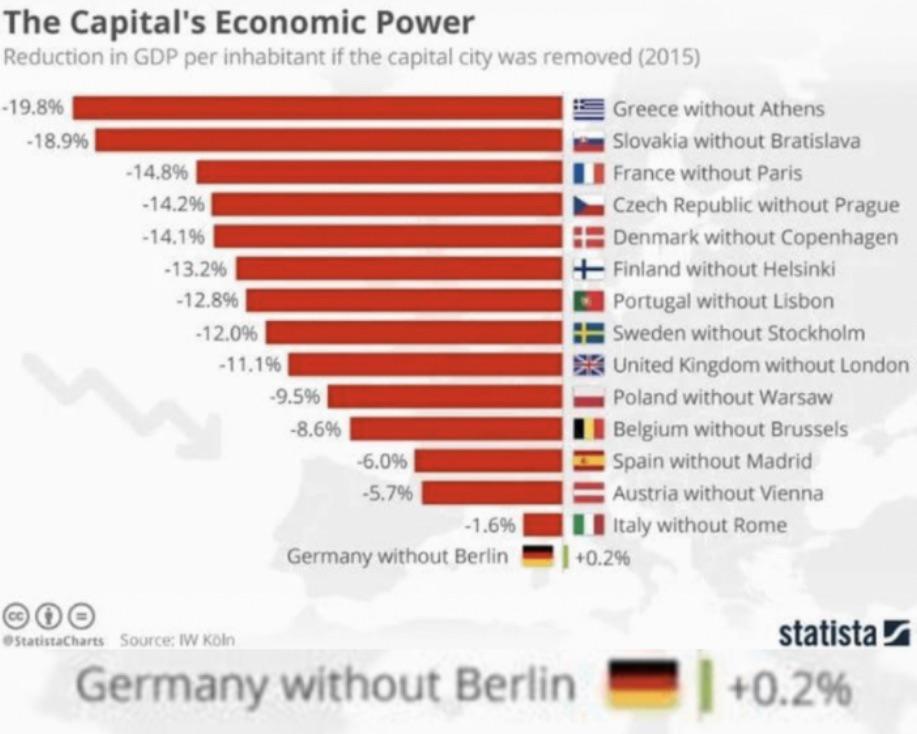 The Capital's Economic Power
Reduction in GDP per inhabitant if the capital city was removed (2015)
-19.8% Greece without Athens
-18.9% Slovakia without Bratislava
-14.8% France without Paris
-14.2% Czech Republic without Prague
-14.1% Denmark without Copenhagen
-13.2% Finland without Helsinki
-12.8% Portugal without Lisbon
-12.0% Sweden without Stockholm
-11.1% United Kingdom without London
-9.5% Poland without Warsaw
-8.6% Belgium without Brussels
-6.0% Spain without Madrid
-5.7% Austria without Vienna
-1.6% Italy without Rome
Germany without Berlin +0.2%
cc
@StatistaCharts Source: IW Köln
statista
Germany without Berlin +0.2%